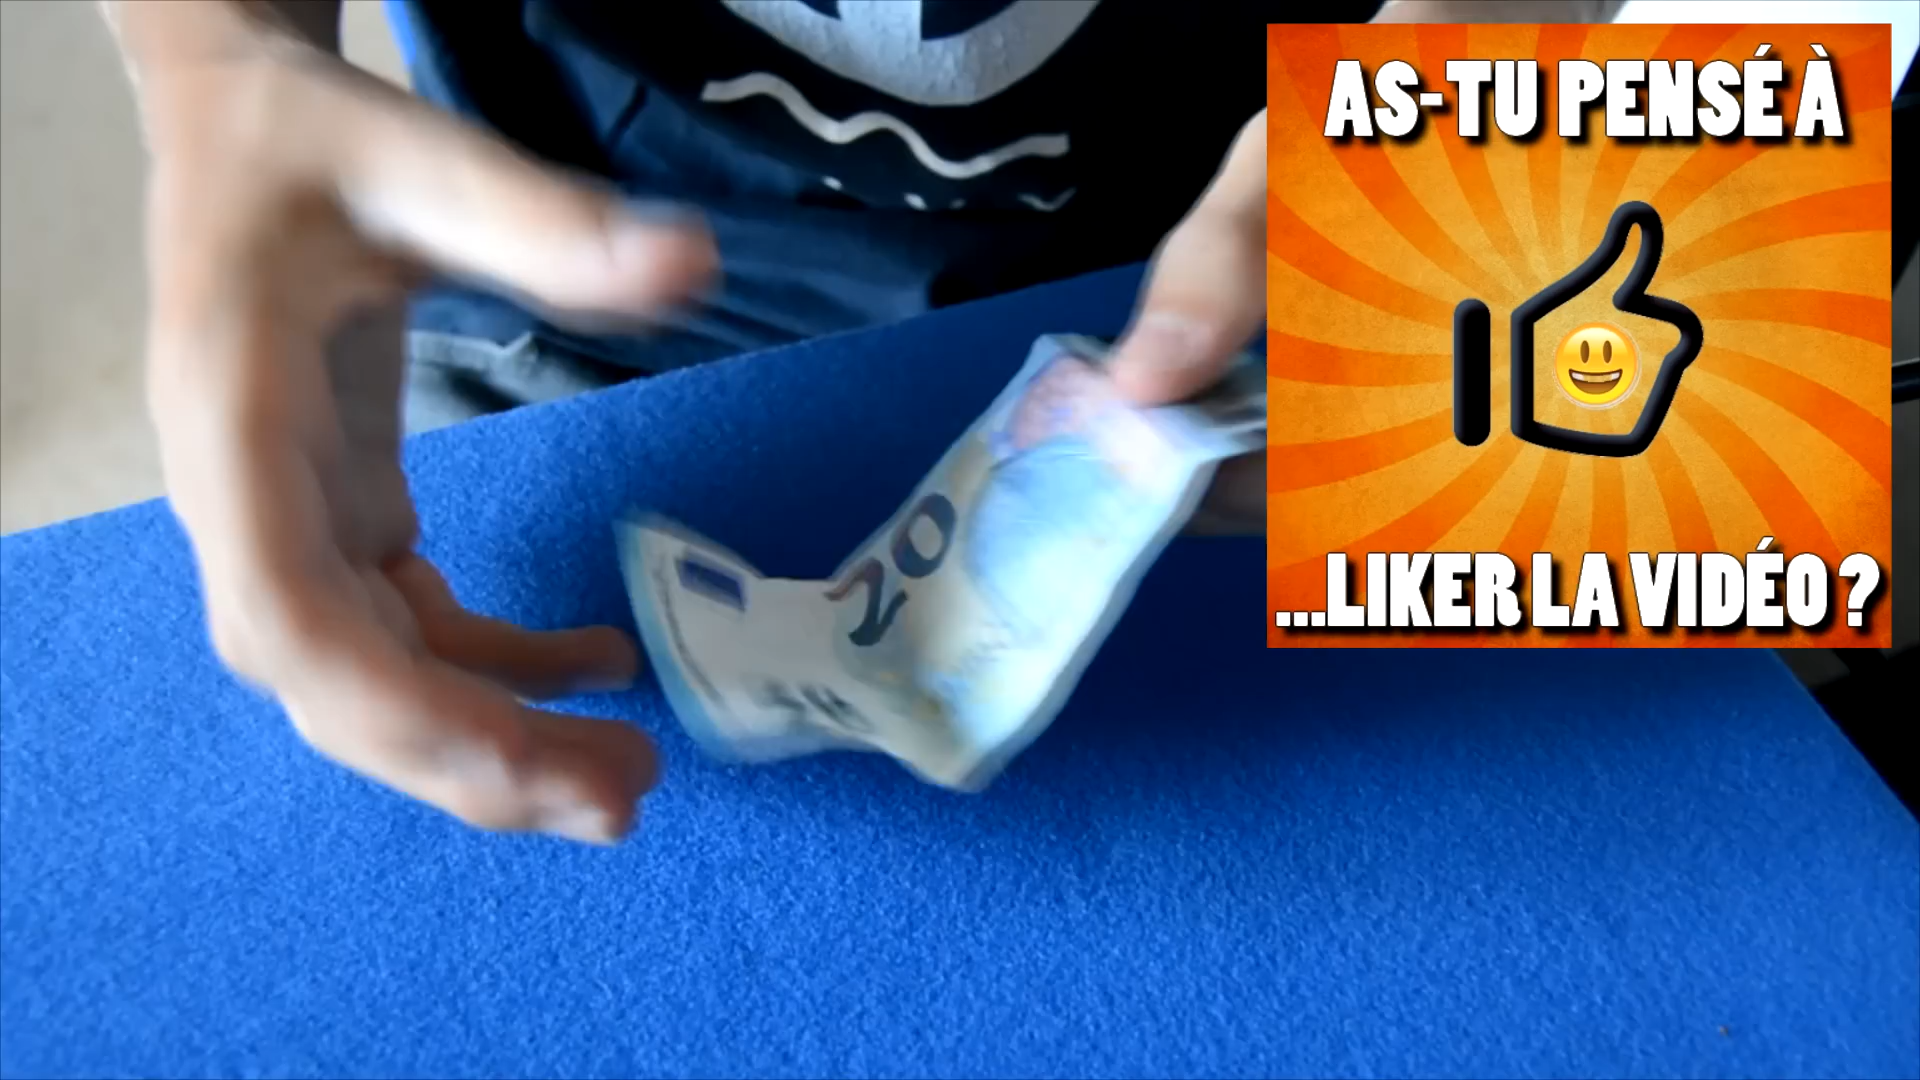 AS-TU PENSÉ À
...LIKER LA VIDÉO ?
20